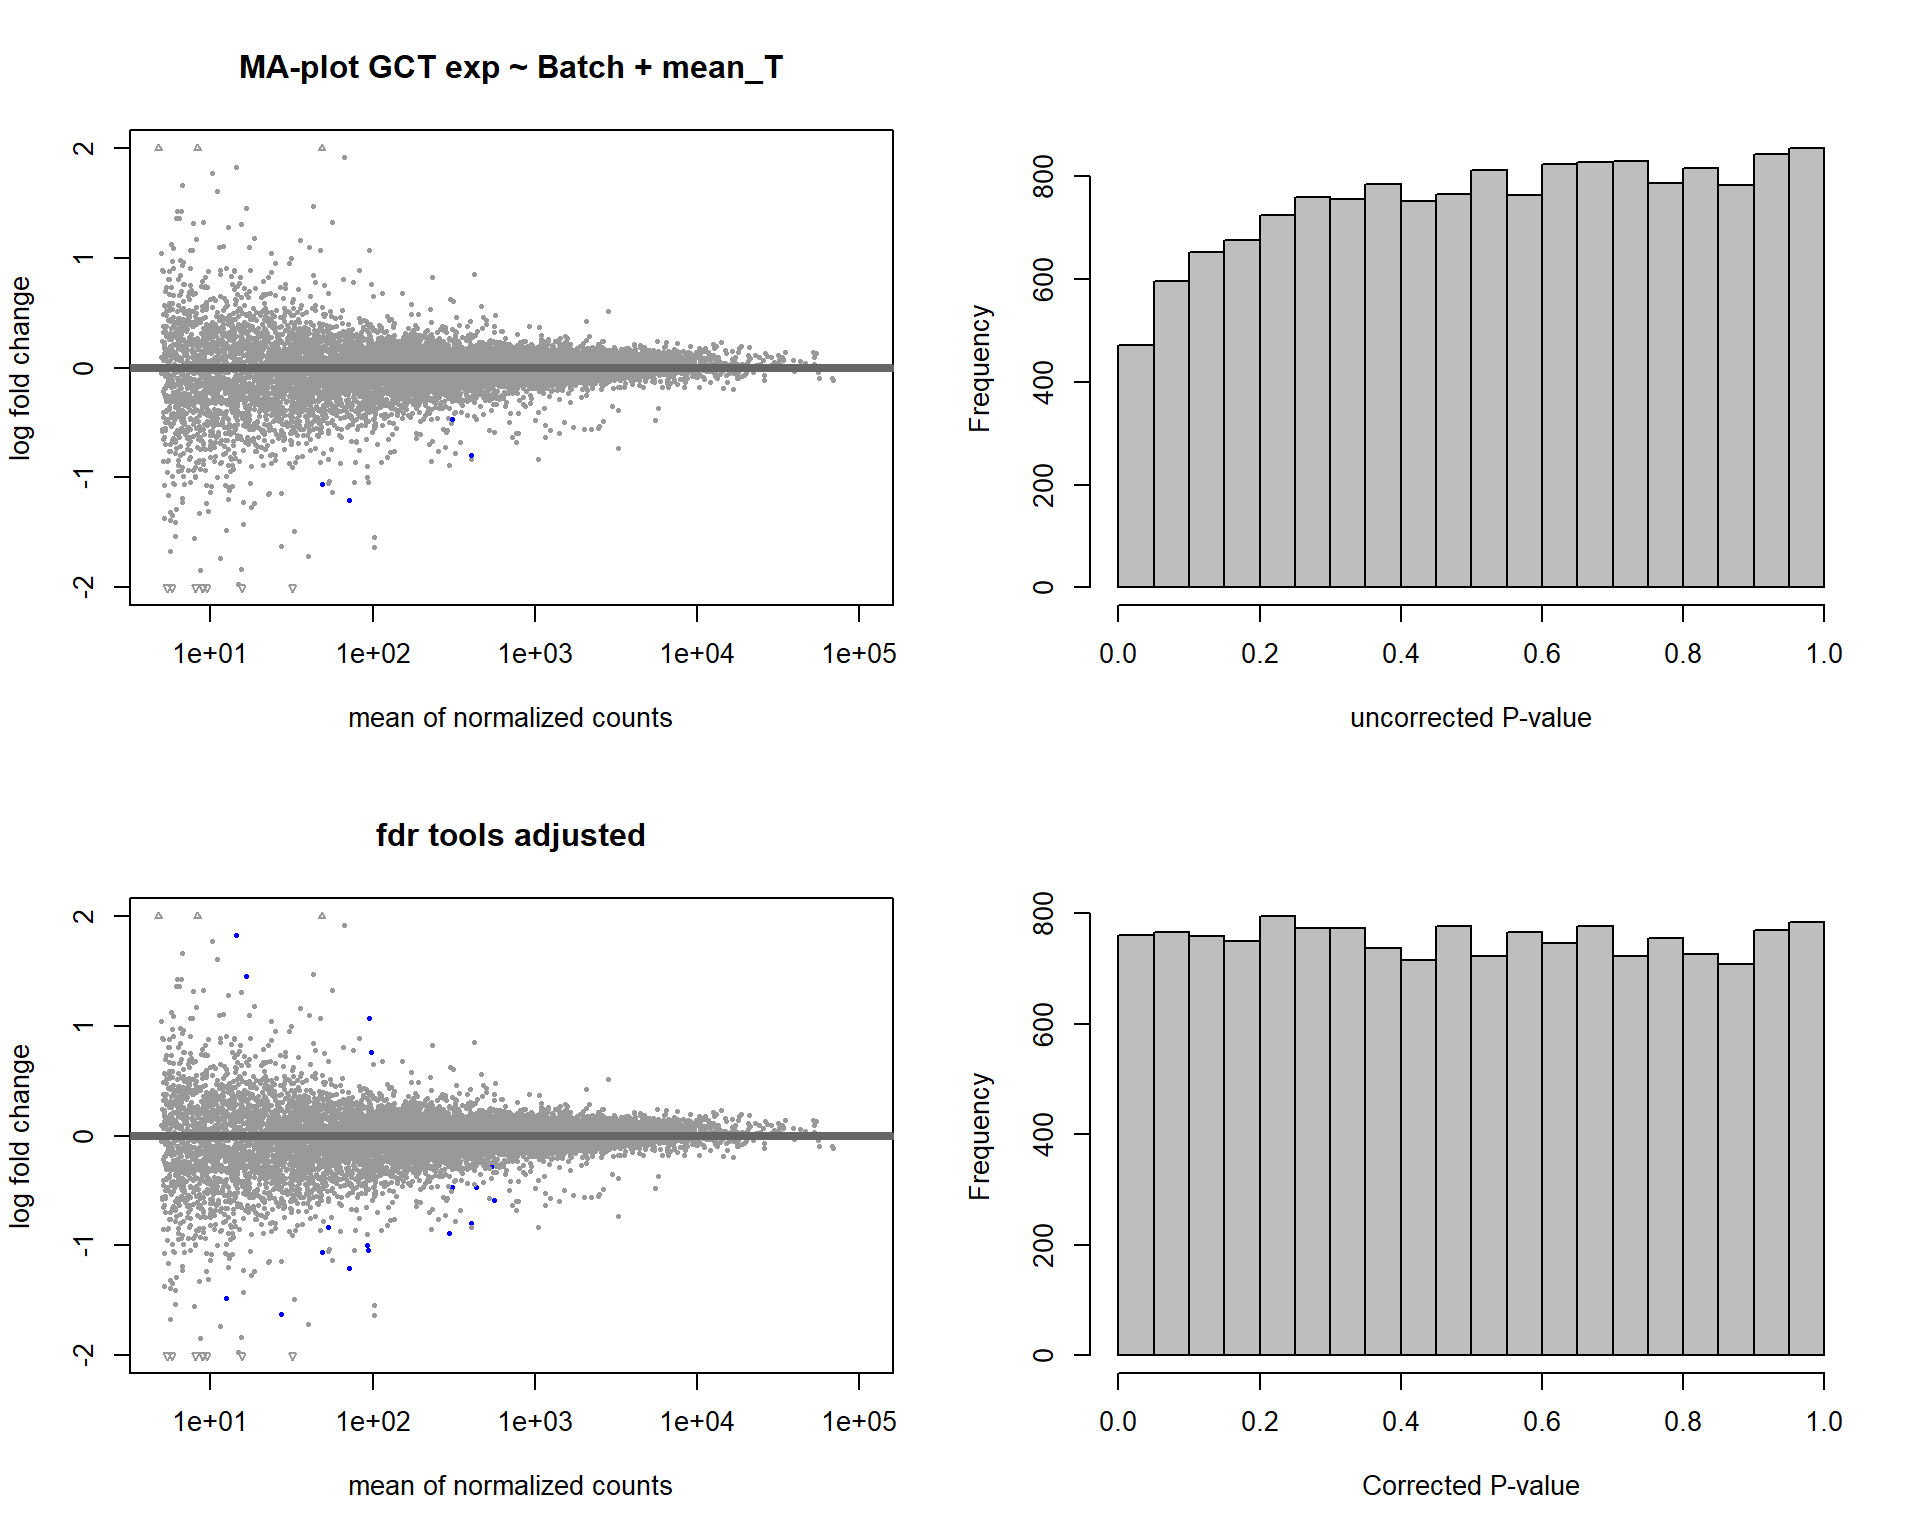 MA-plot GCT exp ~ Batch + mean_T
log fold change
2
1
0
-1
-2
1e+01 1e+02 1e+03 1e+04 1e+05
mean of normalized counts
Frequency
800
600
400
200
0
0.0 0.2 0.4 0.6 0.8 1.0
uncorrected P-value
fdr tools adjusted
log fold change
2
1
0
-1
-2
1e+01 1e+02 1e+03 1e+04 1e+05
mean of normalized counts
Frequency
800
600
400
200
0
0.0 0.2 0.4 0.6 0.8 1.0
Corrected P-value